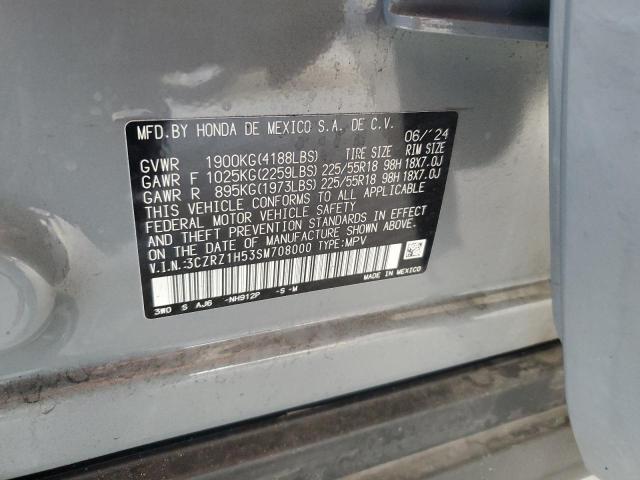 MFD.BY HONDA DE MEXICO S.A. DE C.V. 06/'24
GVWR 1900KG(4188LBS) TIRE SIZE RIM SIZE
GAWR F 1025KG(2259LBS) 225/55R18 98H 18X7.0J
GAWR R 895KG(1973LBS) 225/55R18 98H 18X7.0J
THIS VEHICLE CONFORMS TO ALL APPLICABLE
FEDERAL MOTOR VEHICLE SAFETY
AND THEFT PREVENTION STANDARDS IN EFFECT
ON THE DATE OF MANUFACTURE SHOWN ABOVE.
V.I.N.:3CZRZ1H53SM708000 TYPE:MPV
MADE IN MEXICO
3W0 S AJ6 -NH912P -S -M